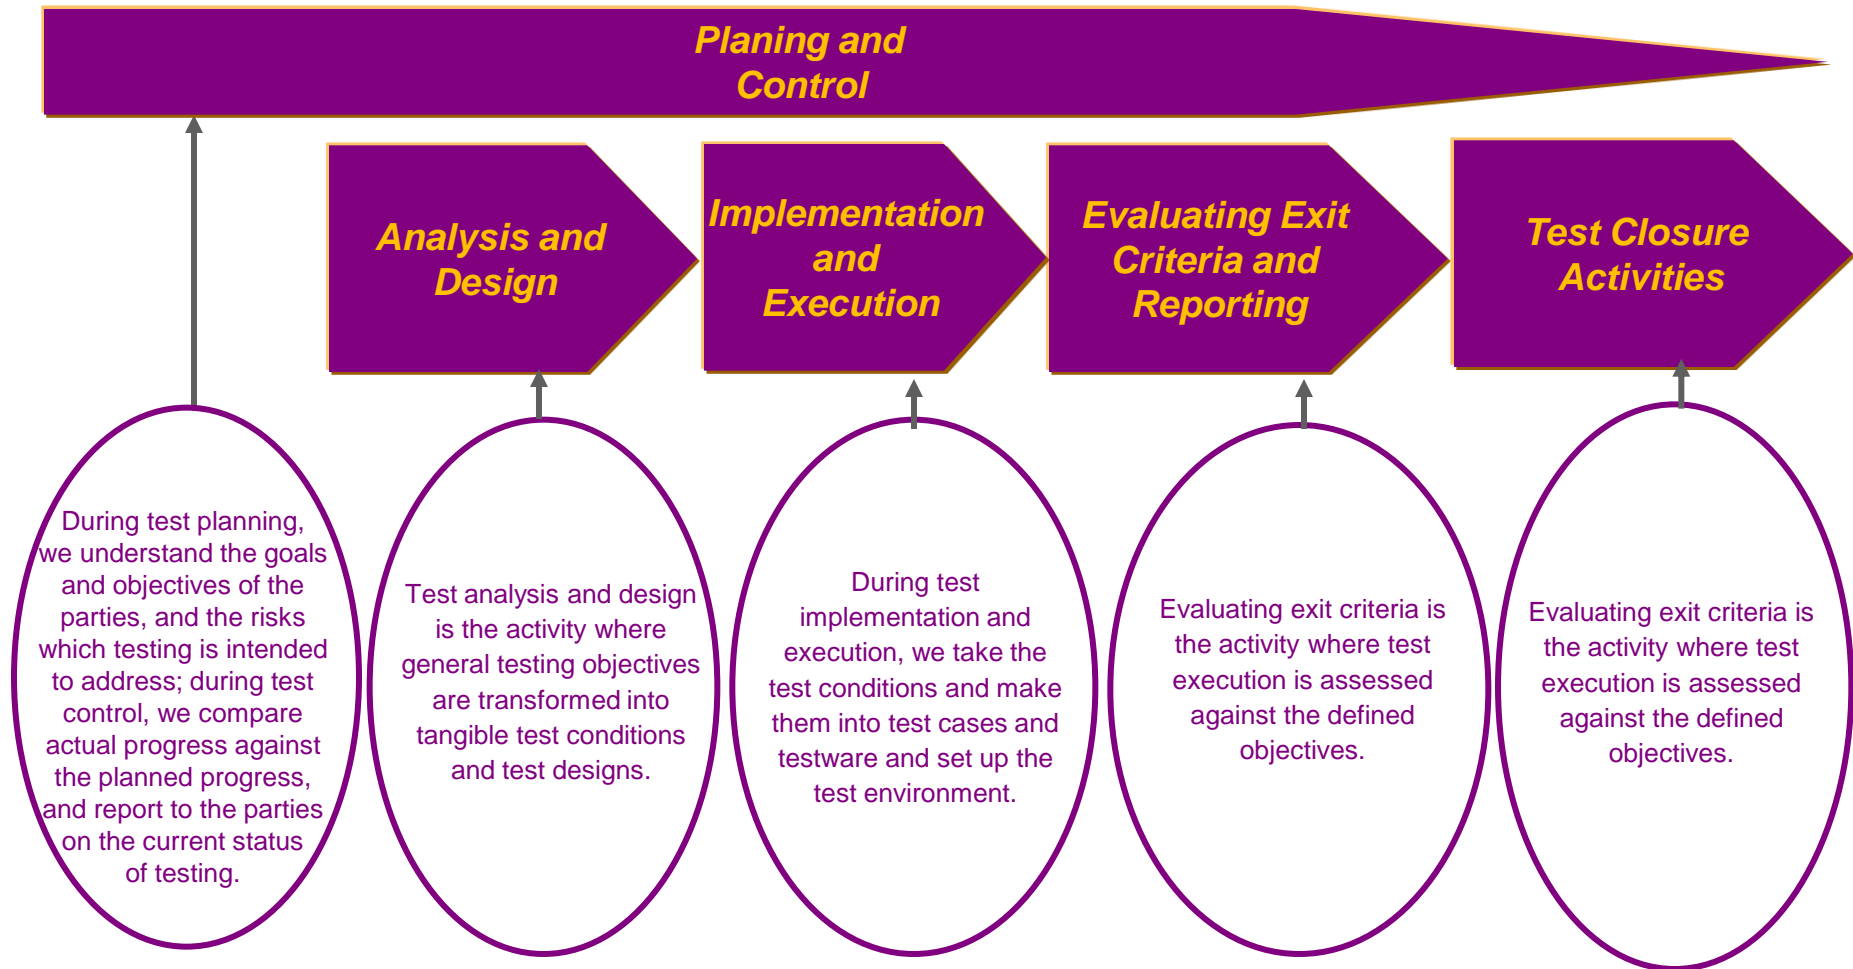 Planing and
Control
Analysis and
Design
Implementation
and
Execution
Evaluating Exit
Criteria and
Reporting
Test Closure
Activities
During test planning,
we understand the goals
and objectives of the
parties, and the risks
which testing is intended
to address; during test
control, we compare
actual progress against
the planned progress,
and report to the parties
on the current status
of testing.
Test analysis and design
is the activity where
general testing objectives
are transformed into
tangible test conditions
and test designs.
During test
implementation and
execution, we take the
test conditions and make
them into test cases and
testware and set up the
test environment.
Evaluating exit criteria is
the activity where test
execution is assessed
against the defined
objectives.
Evaluating exit criteria is
the activity where test
execution is assessed
against the defined
objectives.